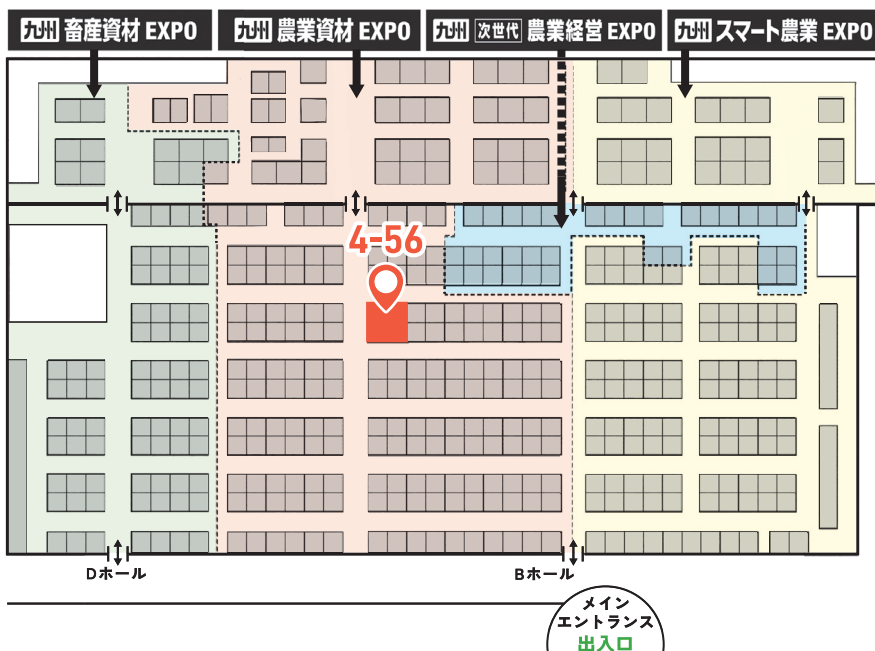 九州 畜産資材 EXPO
九州 農業資材 EXPO
九州 次世代 農業経営 EXPO
九州 スマート農業 EXPO
4-56
Dホール
Bホール
メイン
エントランス
出入口